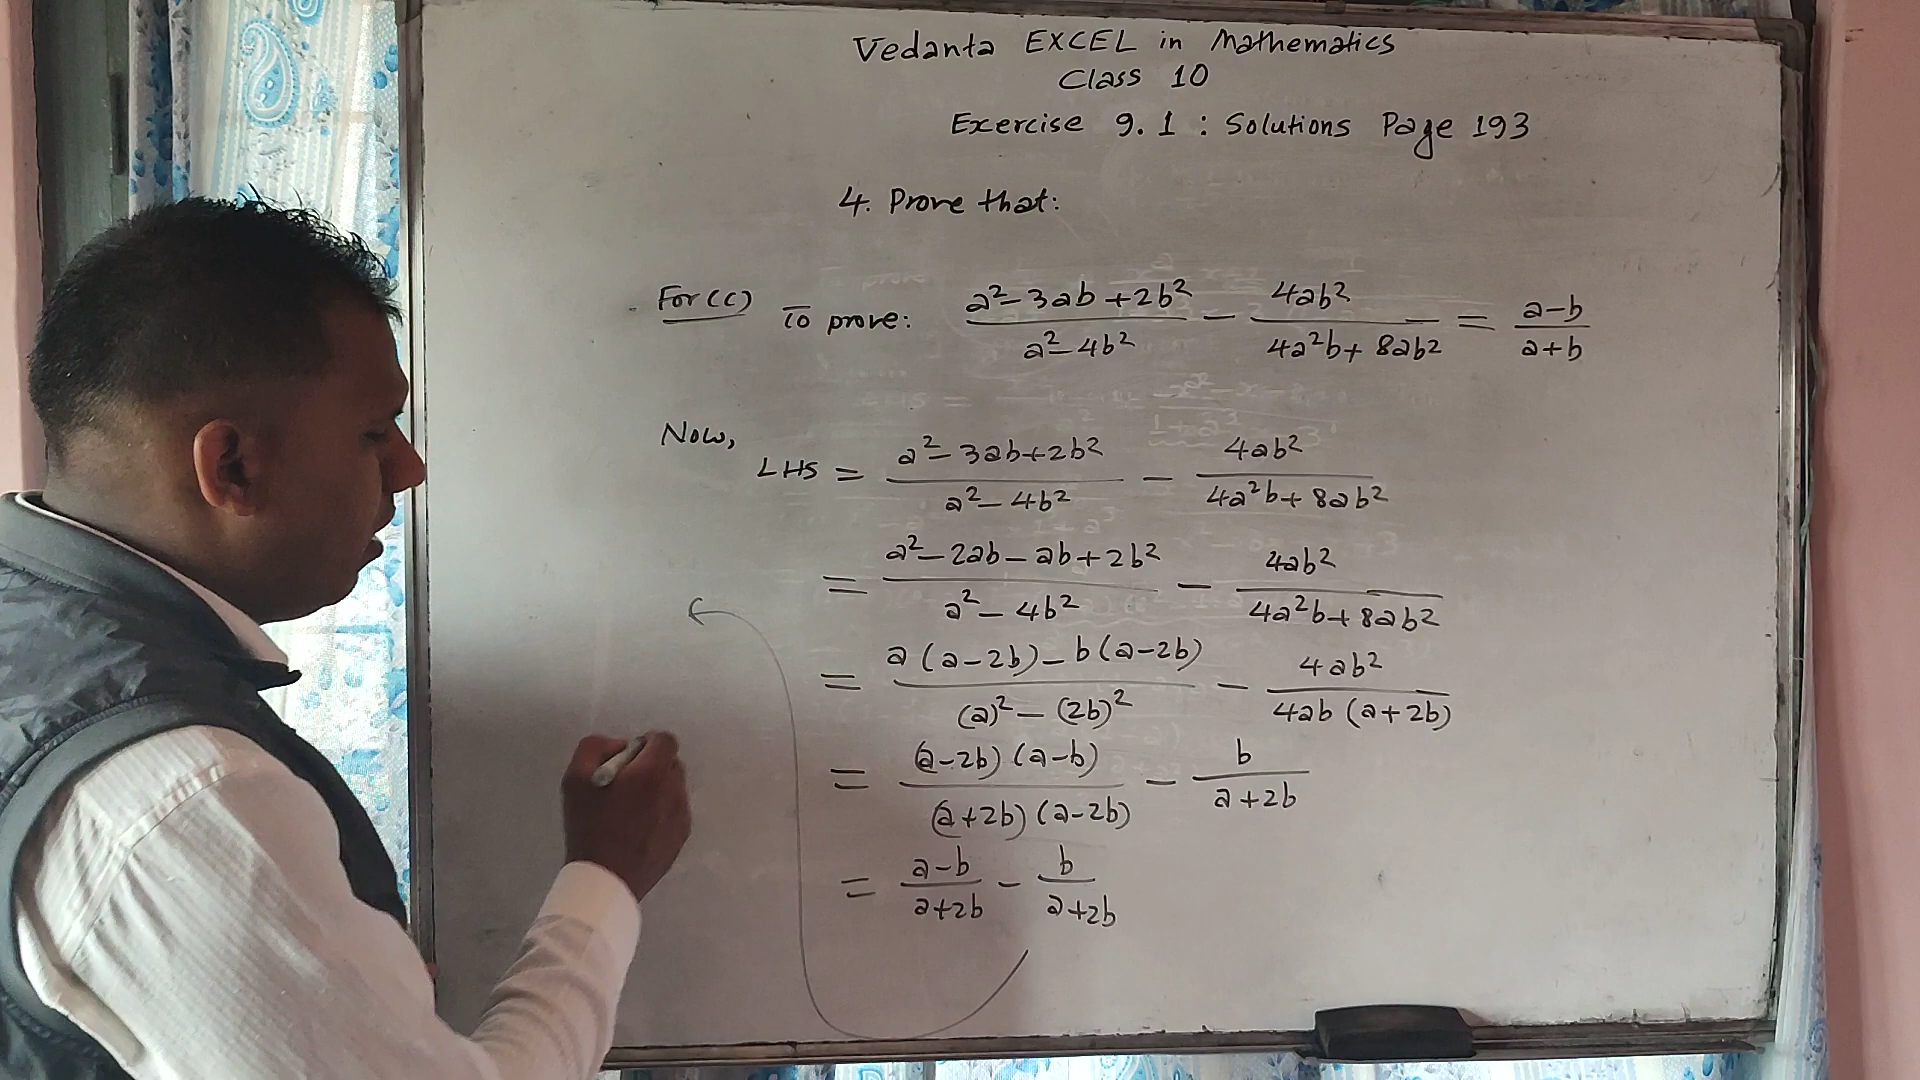 Vedanta EXCEL in Mathematics
Class 10
Exercise 9.1 : Solutions Page 193
4. Prove that:
For (c) To prove: (a²-3ab+2b²)/(a²-4b²) - 4ab²/(4a²b+8ab²) = (a-b)/(a+b)
Now,
LHS = (a²-3ab+2b²)/(a²-4b²) - 4ab²/(4a²b+8ab²)
= (a²-2ab-ab+2b²)/(a²-4b²) - 4ab²/(4a²b+8ab²)
= (a(a-2b)-b(a-2b))/((a)²-(2b)²) - 4ab²/(4ab(a+2b))
= ((a-2b)(a-b))/((a+2b)(a-2b)) - b/(a+2b)
= (a-b)/(a+2b) - b/(a+2b)